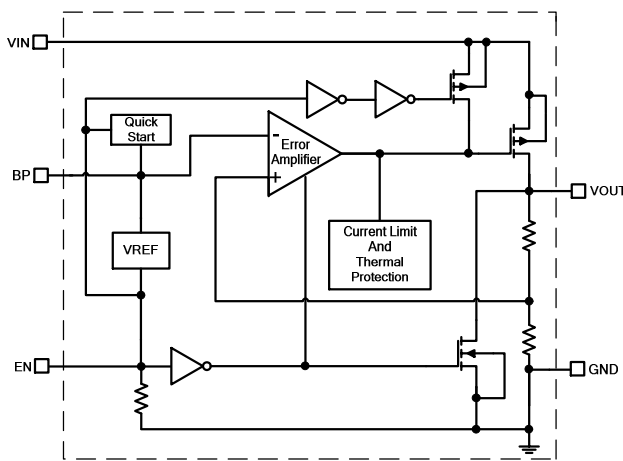 VIN
Quick
Start
BP
-
Error
Amplifier
+
VOUT
VREF
Current Limit
And
Thermal
Protection
EN
GND